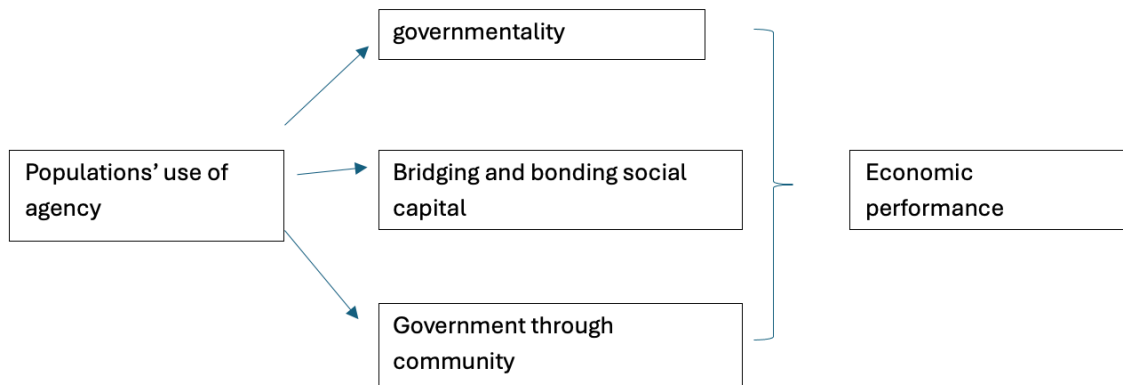 governmentality
Populations’ use of
agency
Bridging and bonding social
capital
Economic
performance
Government through
community